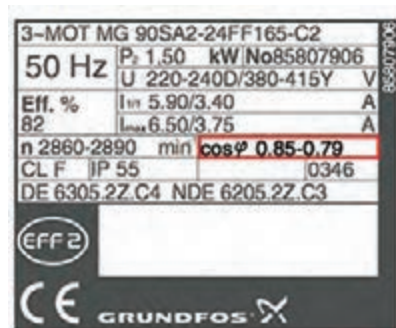 3~MOT MG 90SA2-24FF165-C2
50 Hz
P₂ 1,50 kW No85807906
U 220-240D/380-415Y V
Eff. %
82
I₁/₁ 5.90/3.40 A
Imax 6.50/3.75 A
n 2860-2890 min cosφ 0.85-0.79
CL F IP 55 0346
DE 6305.2Z.C4 NDE 6205.2Z.C3
EFF 2
CE GRUNDFOS
85807906